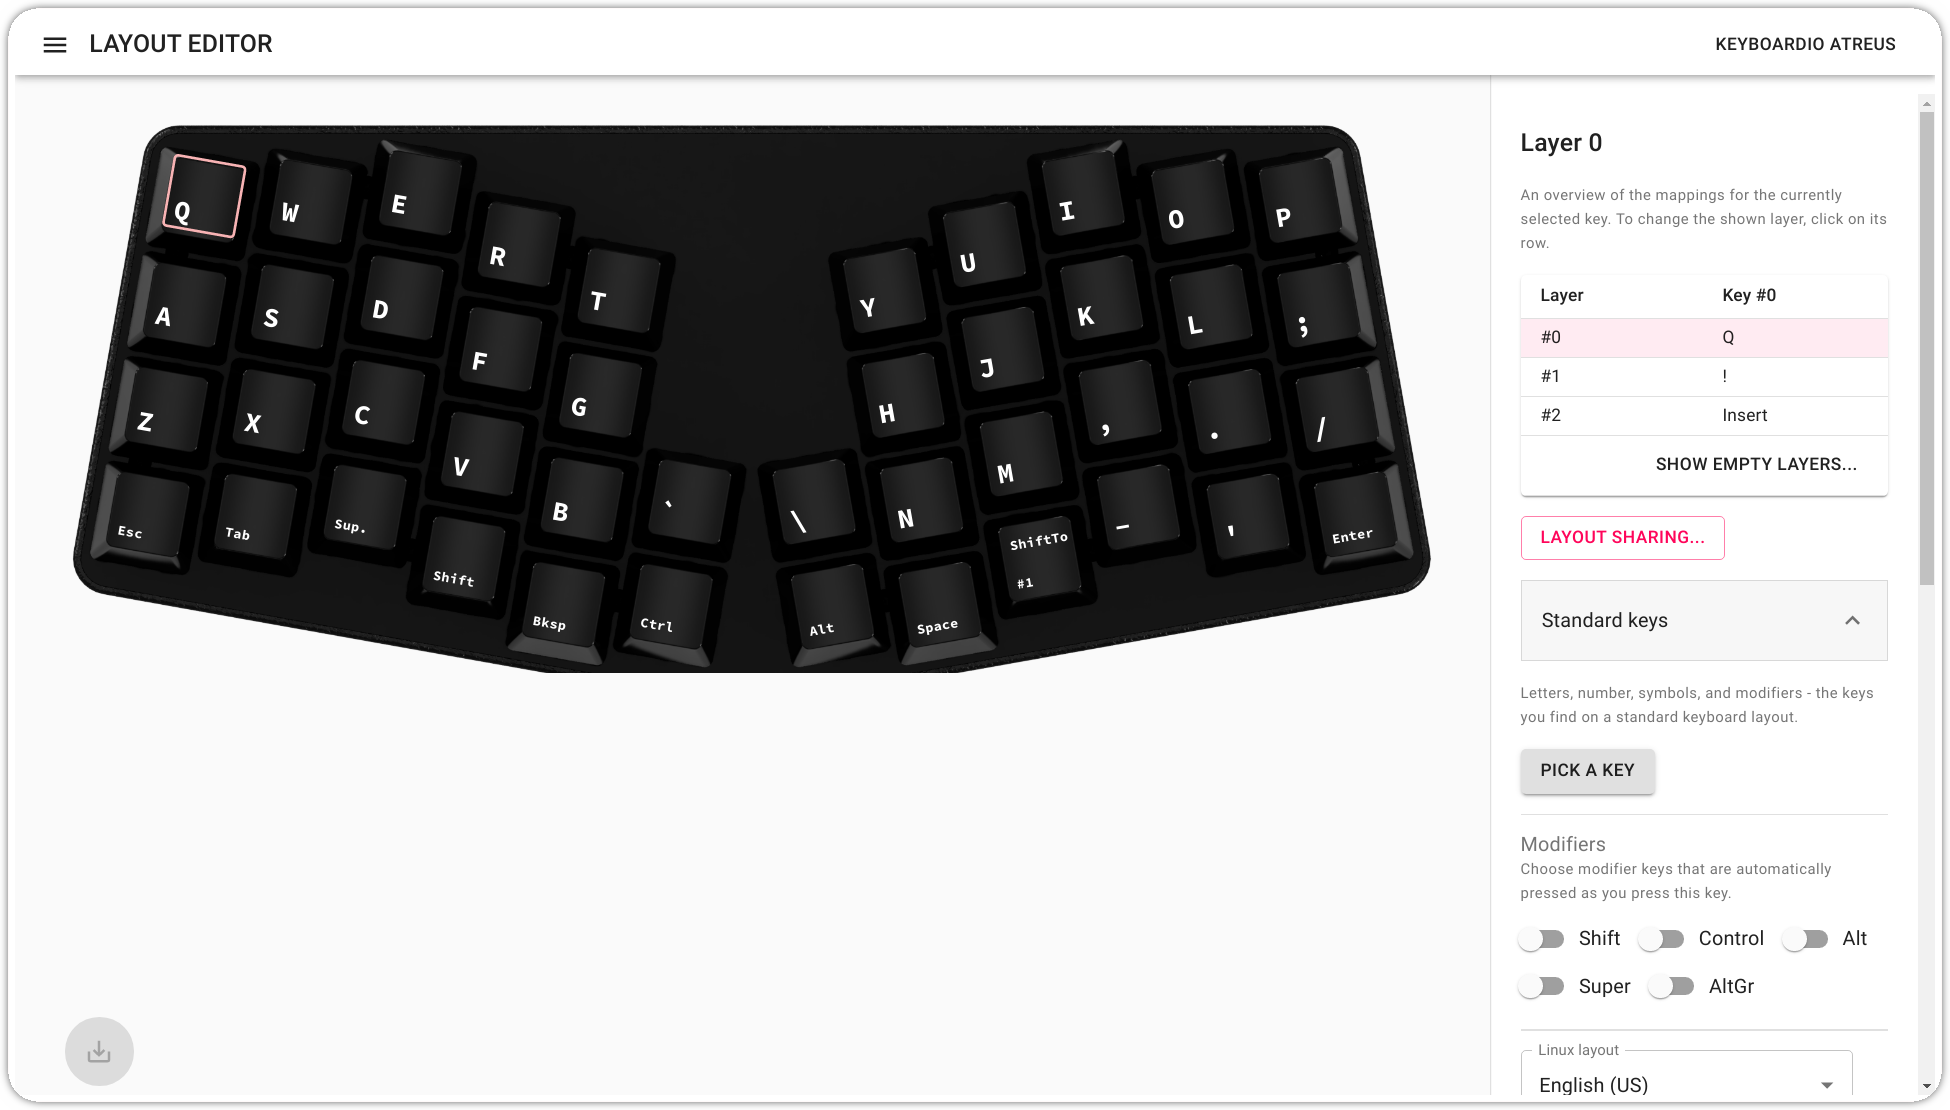 LAYOUT EDITOR
KEYBOARDIO ATREUS
Q W E R T Y U I O P
A S D F G H J K L ;
Z X C V B ` \ N M , . /
Esc Tab Sup. Shift Bksp Ctrl Alt Space ShiftTo #1 - ' Enter
Layer 0
An overview of the mappings for the currently
selected key. To change the shown layer, click on its
row.
Layer Key #0
#0 Q
#1 !
#2 Insert
SHOW EMPTY LAYERS...
LAYOUT SHARING...
Standard keys
Letters, number, symbols, and modifiers - the keys
you find on a standard keyboard layout.
PICK A KEY
Modifiers
Choose modifier keys that are automatically
pressed as you press this key.
Shift Control Alt
Super AltGr
Linux layout
English (US)